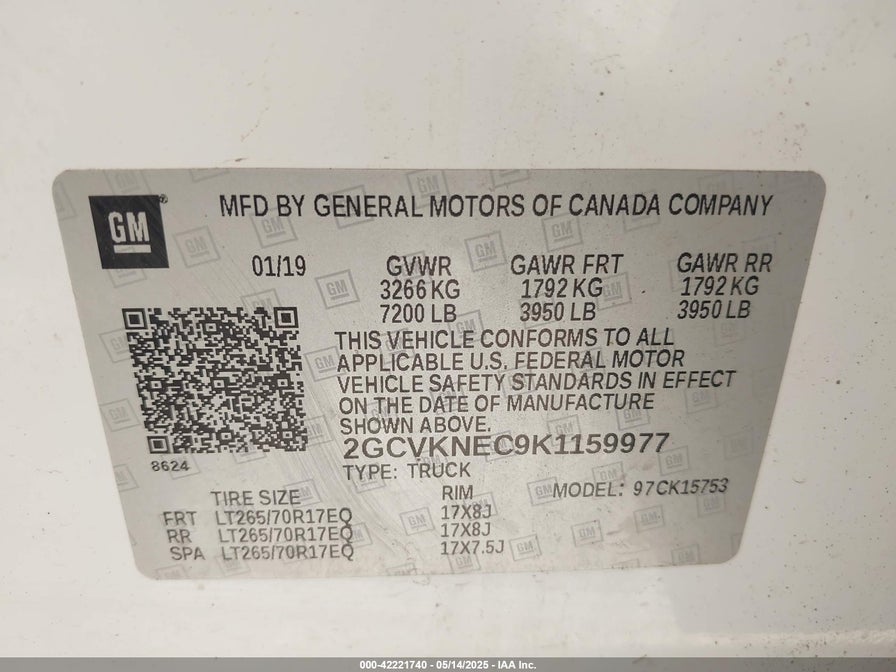 GM
MFD BY GENERAL MOTORS OF CANADA COMPANY
01/19
GVWR GAWR FRT GAWR RR
3266 KG 1792 KG 1792 KG
7200 LB 3950 LB 3950 LB
THIS VEHICLE CONFORMS TO ALL
APPLICABLE U.S. FEDERAL MOTOR
VEHICLE SAFETY STANDARDS IN EFFECT
ON THE DATE OF MANUFACTURE
SHOWN ABOVE.
2GCVKNEC9K1159977
8624
TYPE: TRUCK
MODEL: 97CK15753
TIRE SIZE RIM
FRT LT265/70R17EQ 17X8J
RR LT265/70R17EQ 17X8J
SPA LT265/70R17EQ 17X7.5J
000-42221740 - 05/14/2025 - IAA Inc.